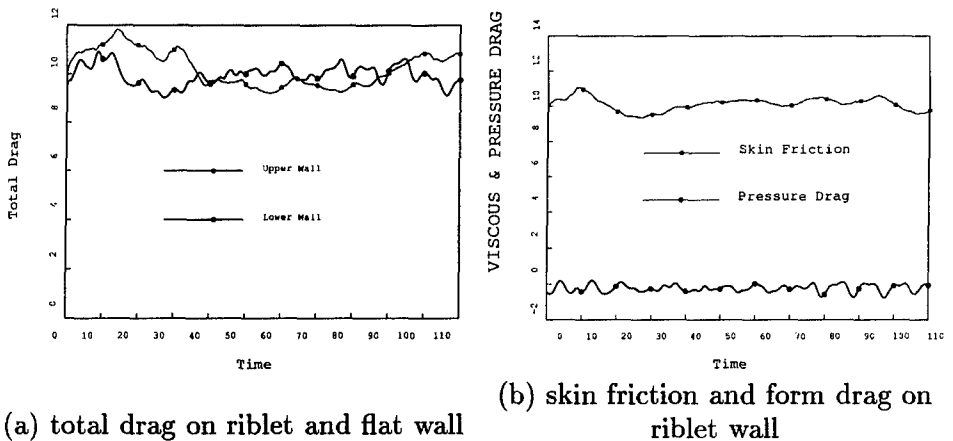 12
10
8
6
4
2
0
Total Drag
Upper Wall
Lower Wall
0 10 20 30 40 50 60 70 80 90 100 110 120
Time
(a) total drag on riblet and flat wall
14
12
10
8
6
4
2
0
-2
VISCOUS & PRESSURE DRAG
Skin Friction
Pressure Drag
0 10 20 30 40 50 60 70 80 90 100 110
Time
(b) skin friction and form drag on
riblet wall